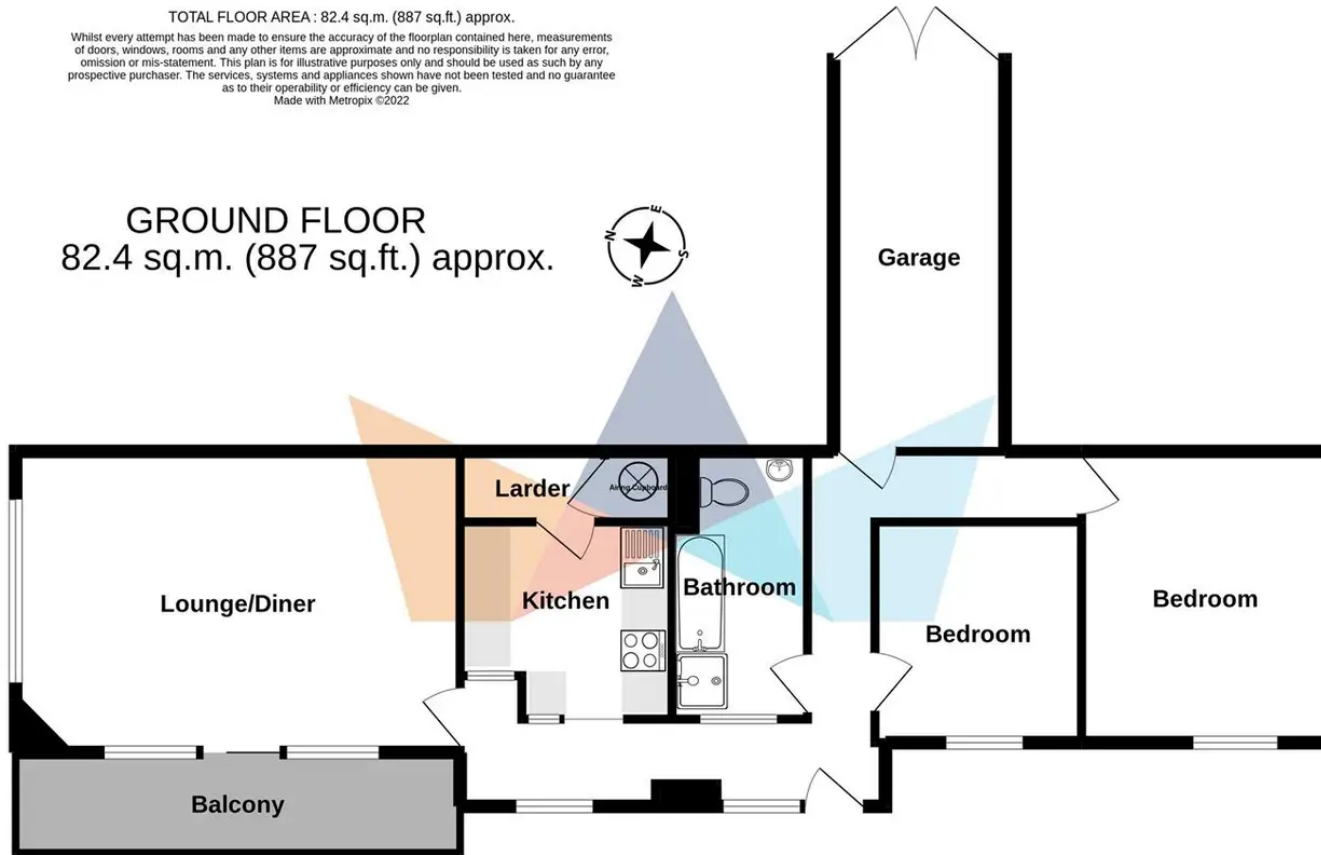 TOTAL FLOOR AREA : 82.4 sq.m. (887 sq.ft.) approx.
Whilst every attempt has been made to ensure the accuracy of the floorplan contained here, measurements
of doors, windows, rooms and any other items are approximate and no responsibility is taken for any error,
omission or mis-statement. This plan is for illustrative purposes only and should be used as such by any
prospective purchaser. The services, systems and appliances shown have not been tested and no guarantee
as to their operability or efficiency can be given.
Made with Metropix ©2022
GROUND FLOOR
82.4 sq.m. (887 sq.ft.) approx.
E
N
S
W
Garage
Larder
Airing Cupboard
Lounge/Diner
Kitchen
Bathroom
Bedroom
Bedroom
Balcony